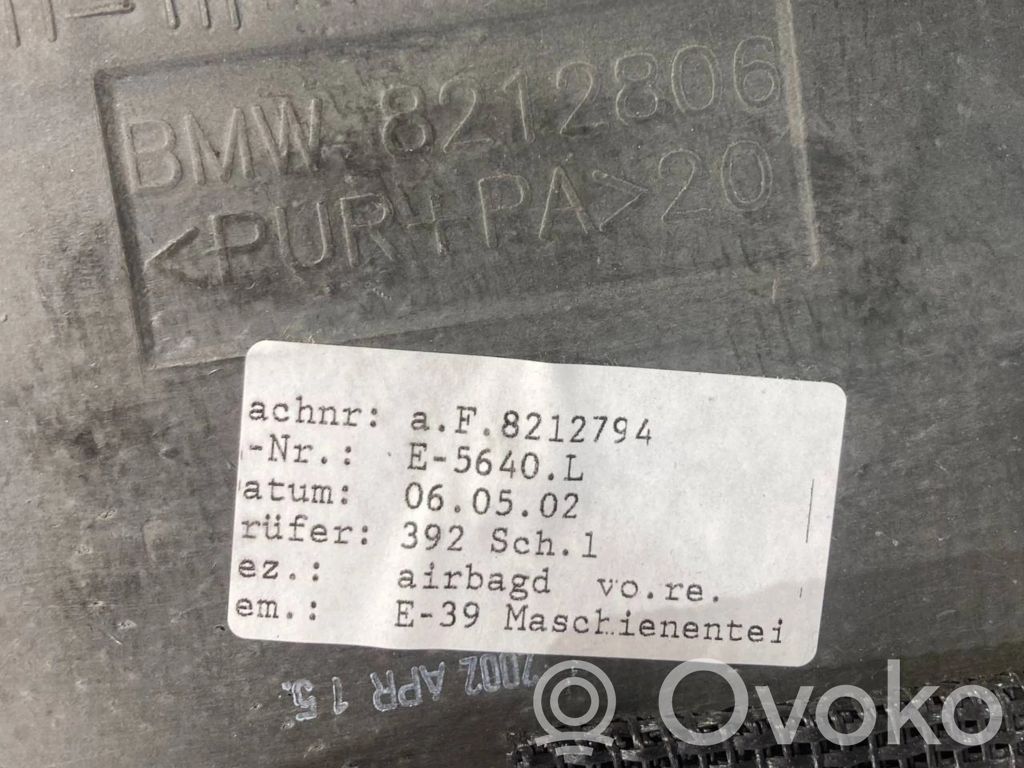 BMW 8212806
<PUR+PA>20
achnr: a.F.8212794
-Nr.: E-5640.L
atum: 06.05.02
rüfer: 392 Sch.1
ez.: airbagd vo.re.
em.: E-39 Maschienentei
2002 APR 15.
Ovoko